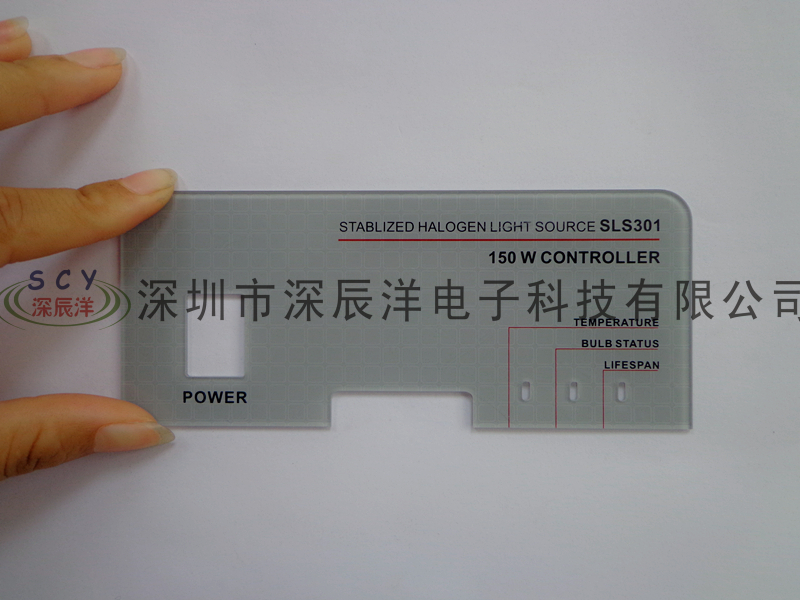 STABLIZED HALOGEN LIGHT SOURCE SLS301
150 W CONTROLLER
SCY
深辰洋
深圳市深辰洋电子科技有限公司
TEMPERATURE
BULB STATUS
LIFESPAN
POWER